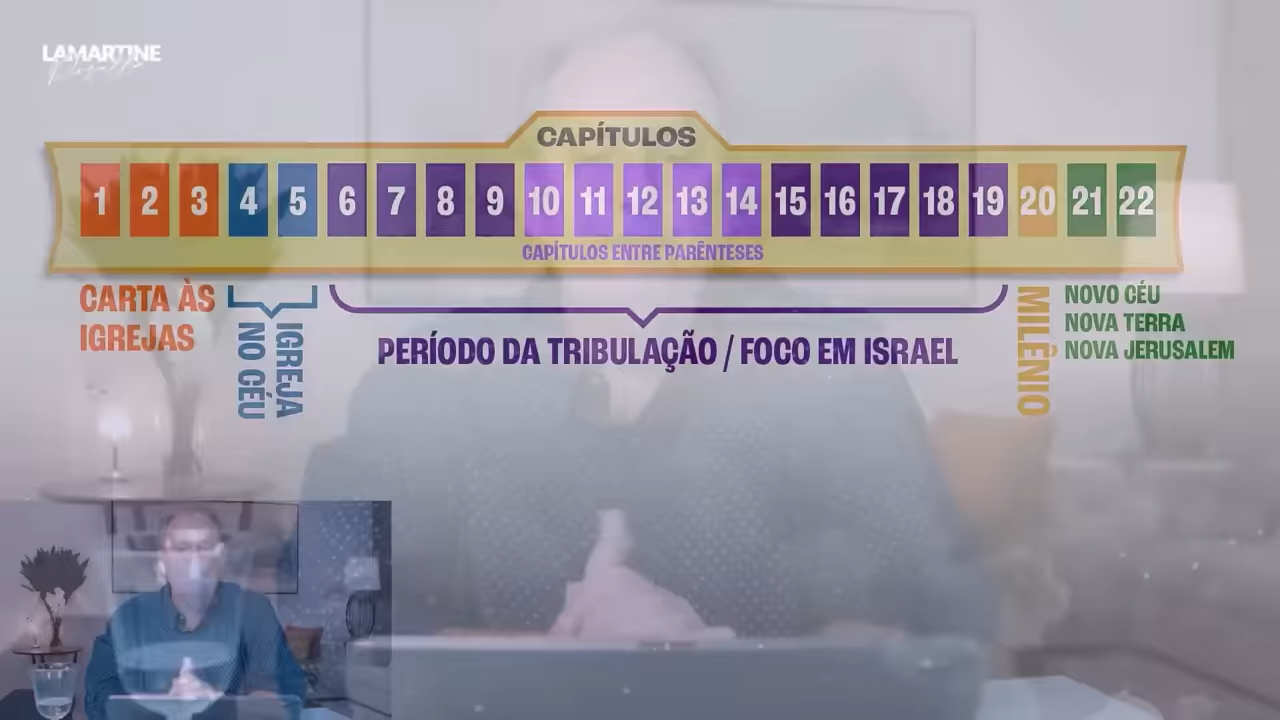 LAMARTINE
CAPÍTULOS
1 2 3 4 5 6 7 8 9 10 11 12 13 14 15 16 17 18 19 20 21 22
CAPÍTULOS ENTRE PARÊNTESES
CARTA ÀS
IGREJAS
IGREJA
NO CÉU
PERÍODO DA TRIBULAÇÃO / FOCO EM ISRAEL
MILÊNIO
NOVO CÉU
NOVA TERRA
NOVA JERUSALEM